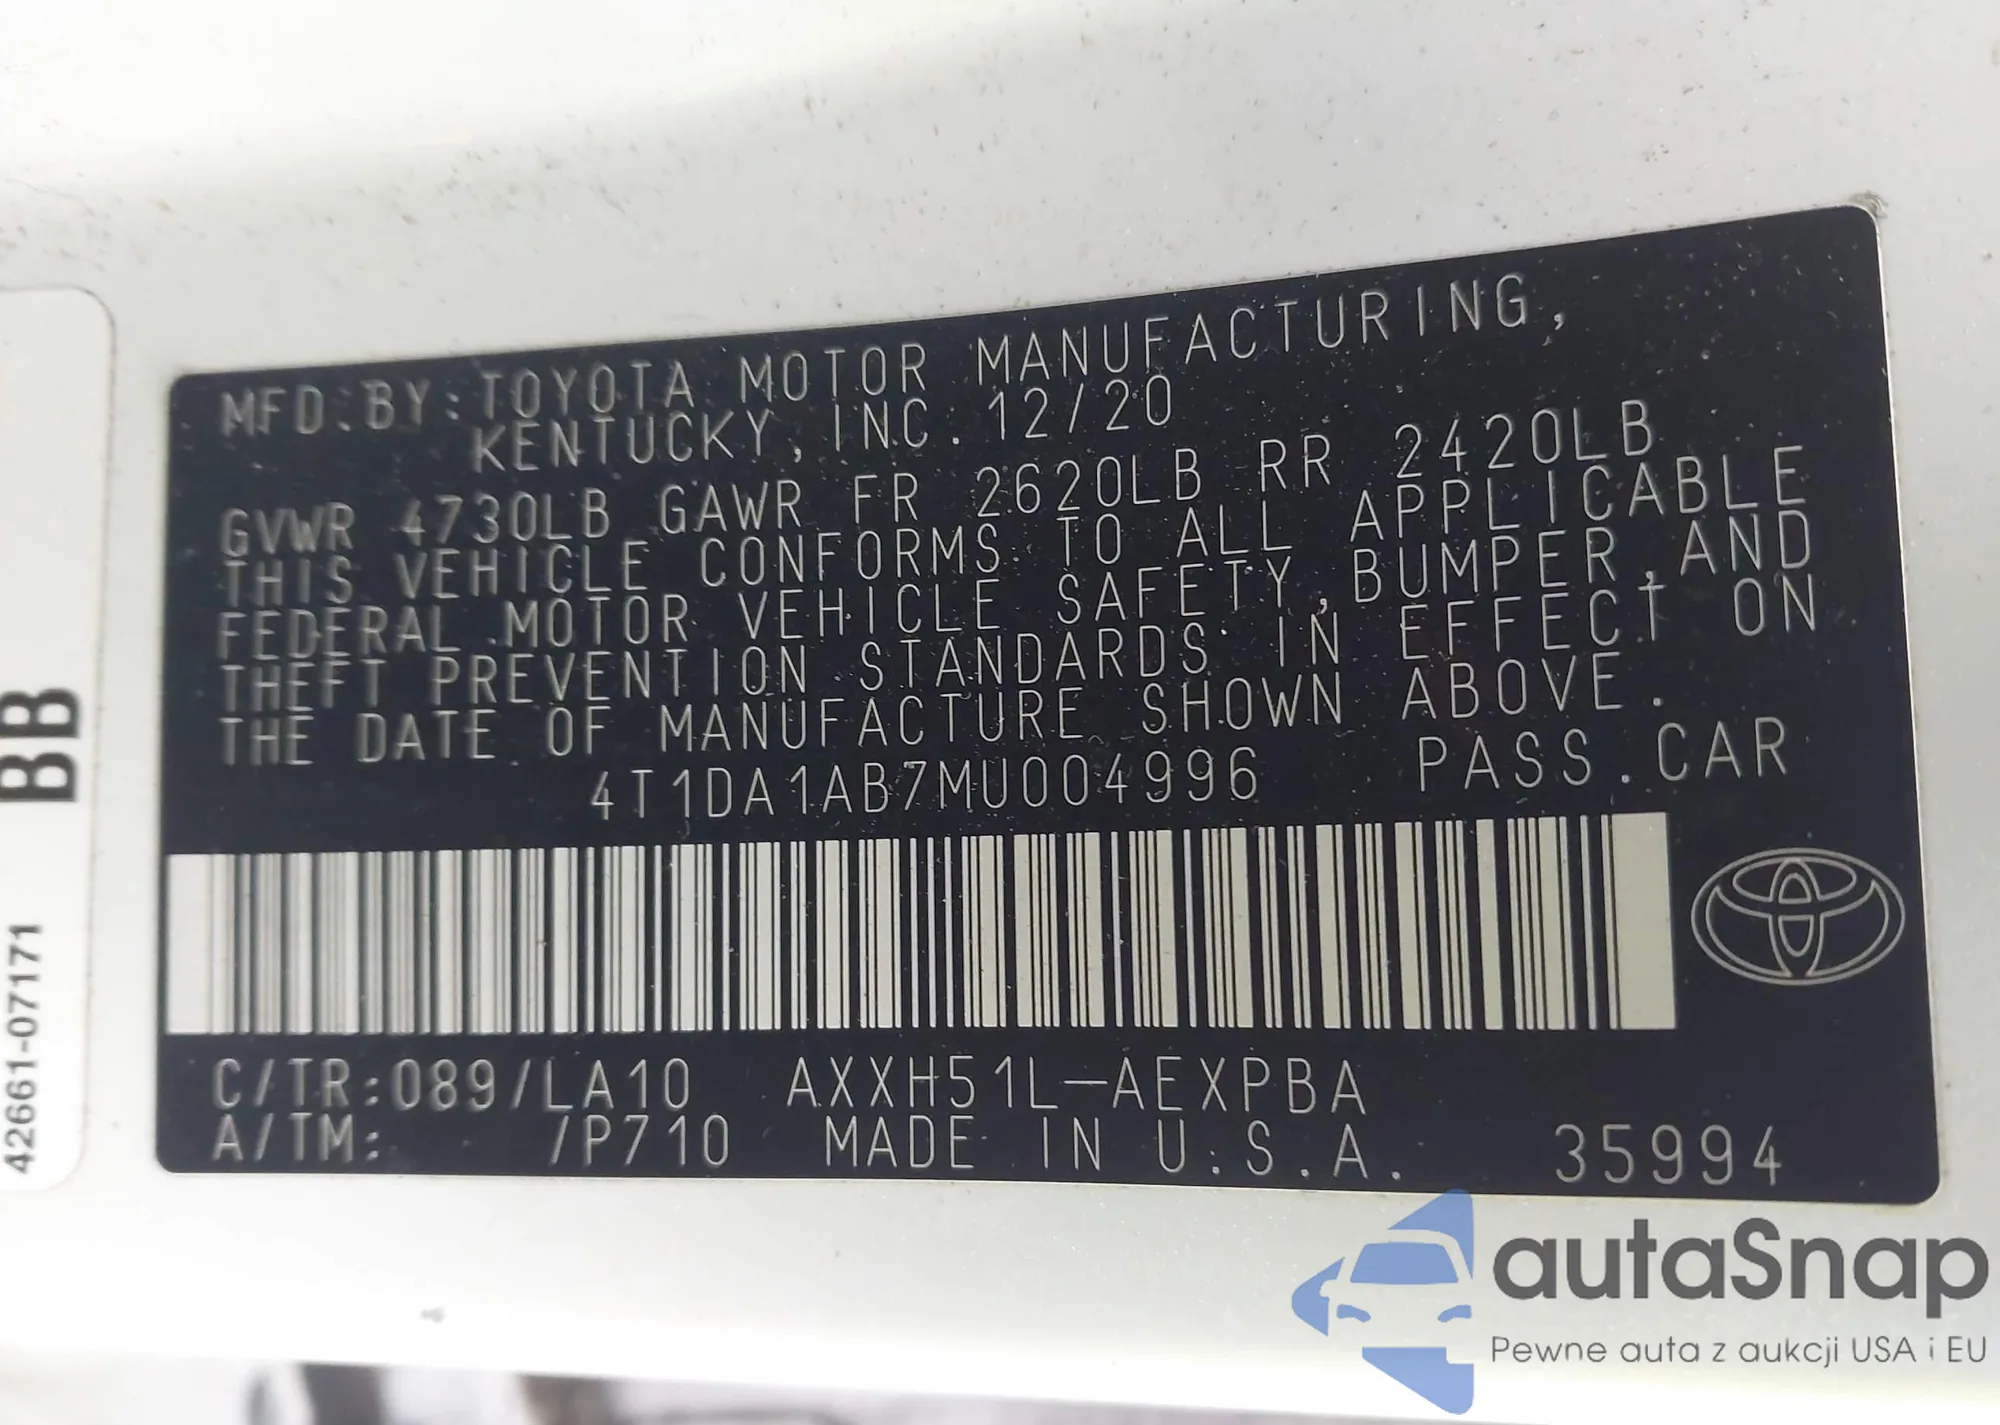 MFD.BY:TOYOTA MOTOR MANUFACTURING,
KENTUCKY, INC. 12/20
GVWR 4730LB GAWR FR 2620LB RR 2420LB
THIS VEHICLE CONFORMS TO ALL APPLICABLE
FEDERAL MOTOR VEHICLE SAFETY,BUMPER,AND
THEFT PREVENTION STANDARDS IN EFFECT ON
THE DATE OF MANUFACTURE SHOWN ABOVE.
4T1DA1AB7MU004996 PASS.CAR
C/TR:089/LA10 AXXH51L-AEXPBA
A/TM: /P710 MADE IN U.S.A. 35994
BB
42661-07171
autaSnap
Pewne auta z aukcji USA i EU